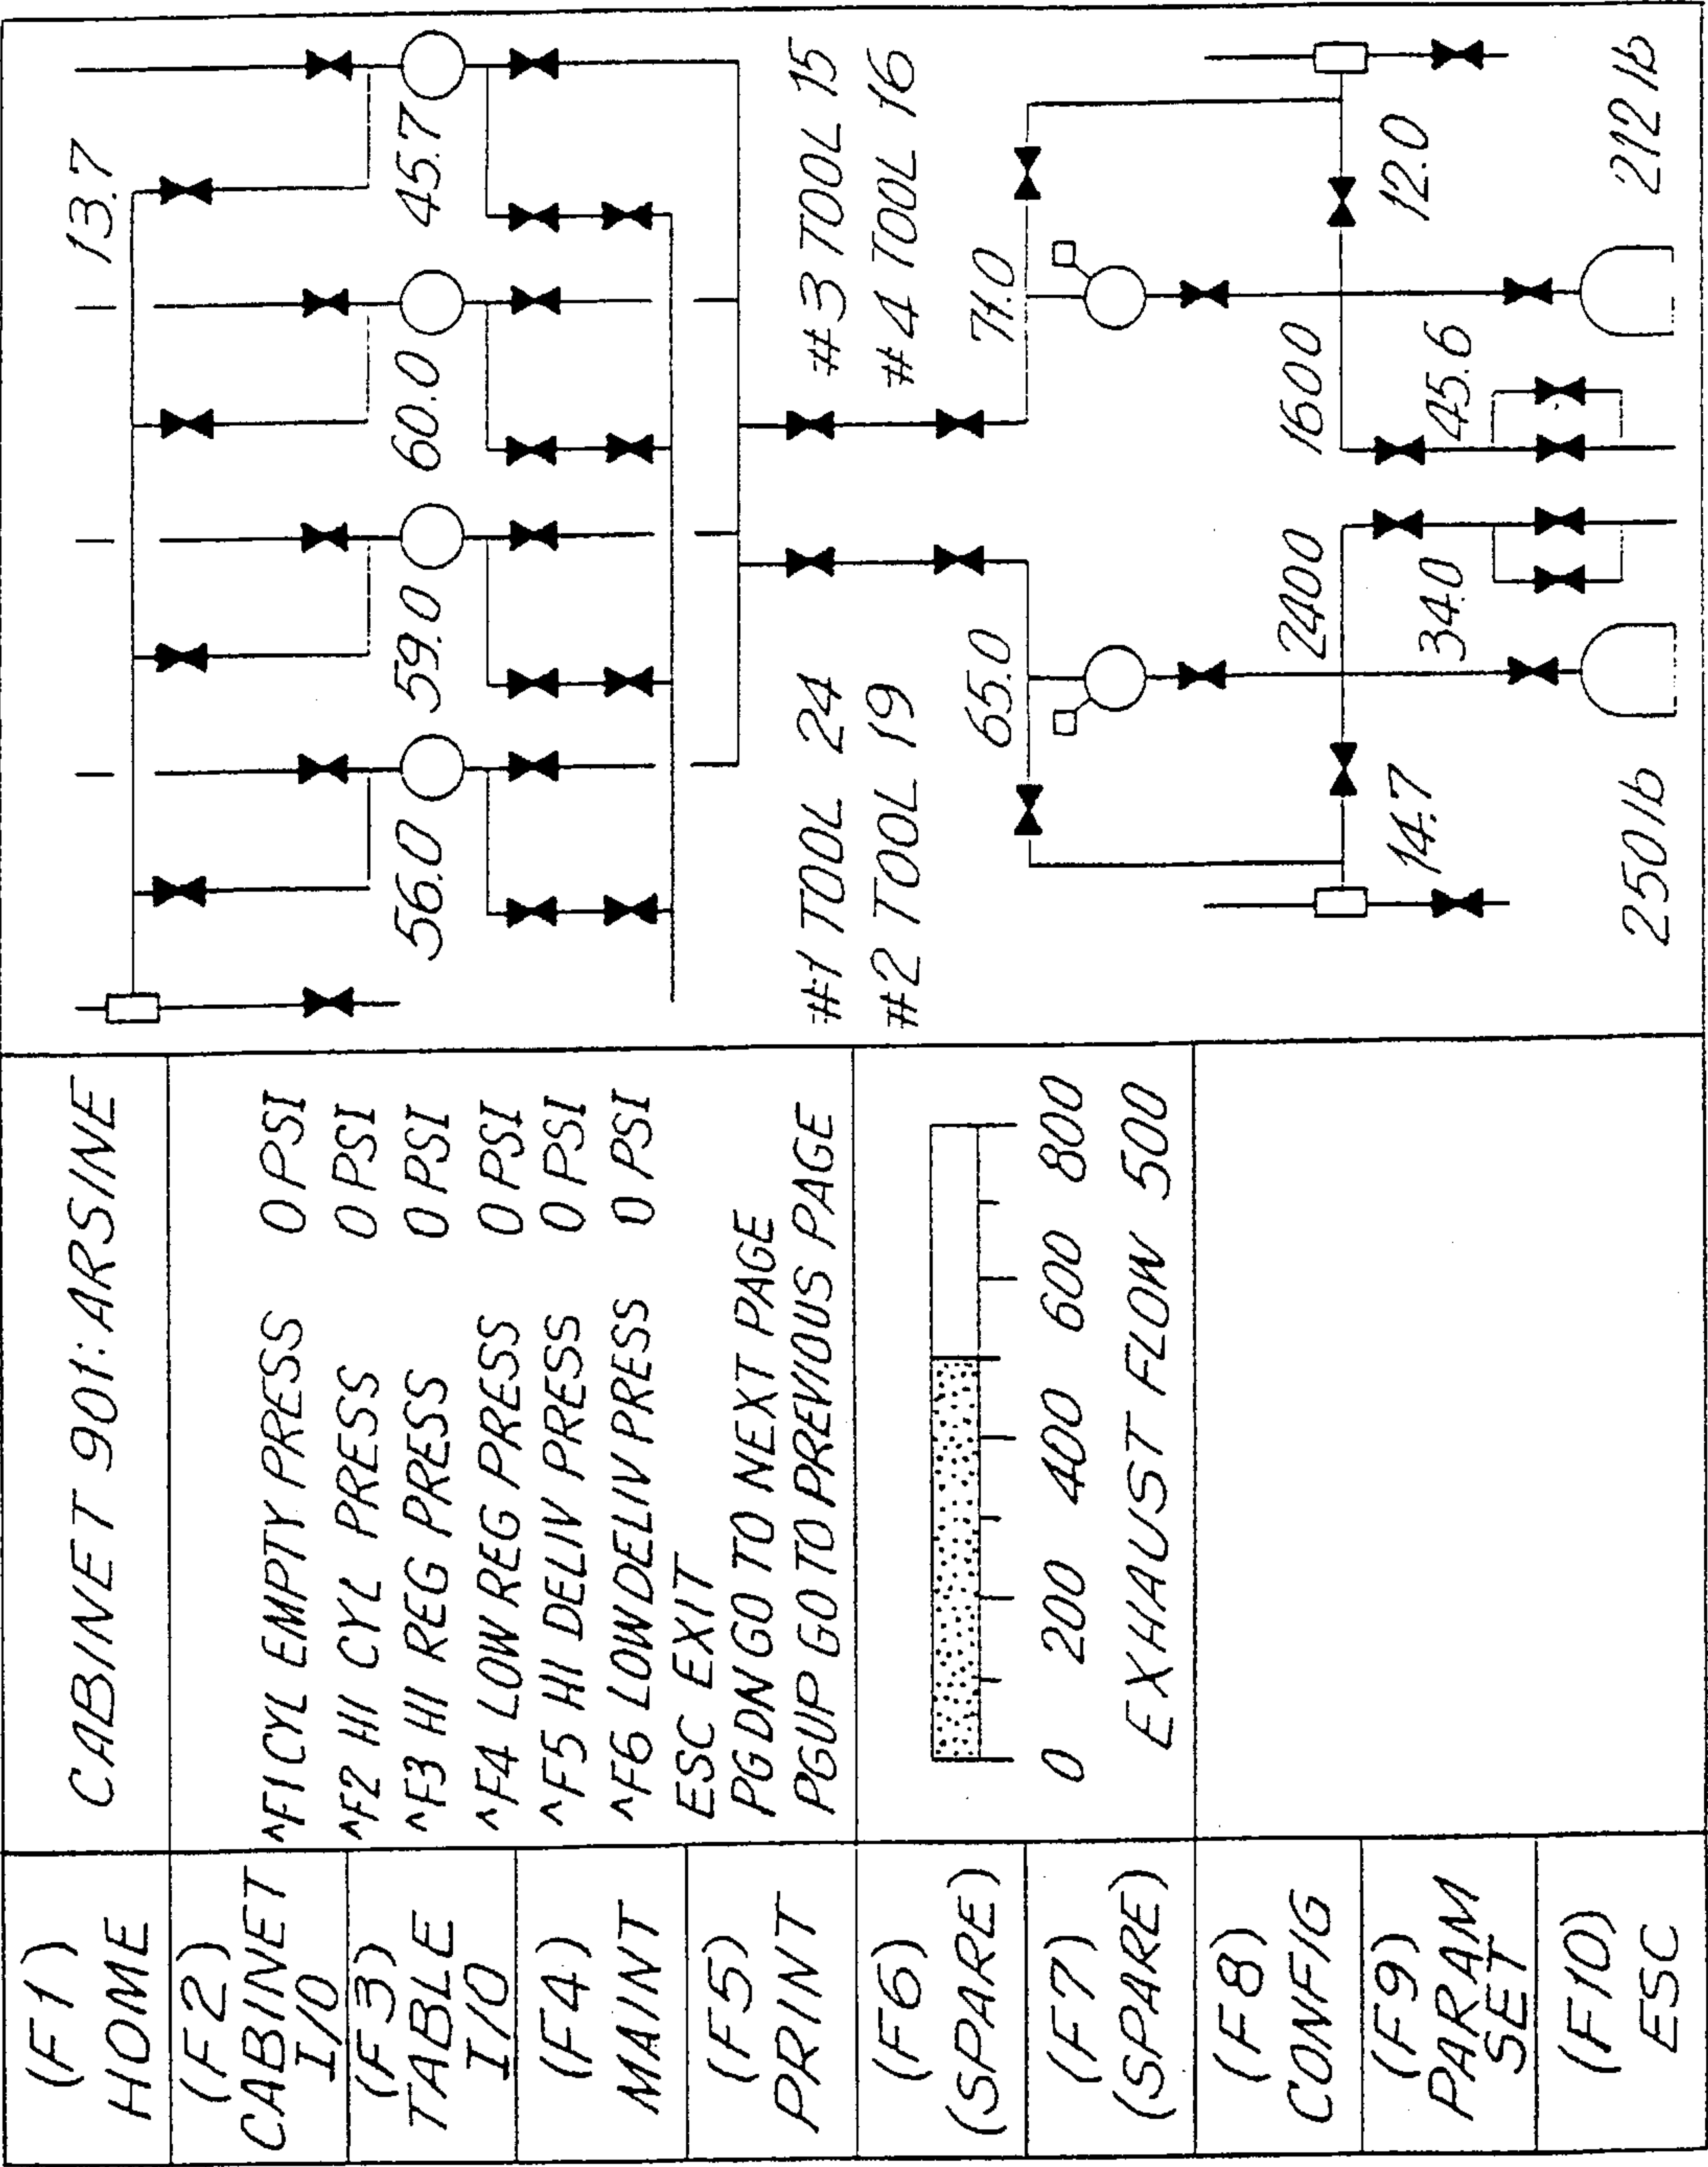 (F1)
HOME
(F2)
CABINET
I/O
(F3)
TABLE
I/O
(F4)
MAINT
(F5)
PRINT
(F6)
(SPARE)
(F7)
(SPARE)
(F8)
CONFIG
(F9)
PARAM
SET
(F10)
ESC
CABINET 901: ARSINE
^F1 CYL EMPTY PRESS 0 PSI
^F2 HI CYL PRESS 0 PSI
^F3 HI REG PRESS 0 PSI
^F4 LOW REG PRESS 0 PSI
^F5 HI DELIV PRESS 0 PSI
^F6 LOW DELIV PRESS 0 PSI
ESC EXIT
PGDN GO TO NEXT PAGE
PGUP GO TO PREVIOUS PAGE
0 200 400 600 800
EXHAUST FLOW 500
13.7
56.0 59.0 60.0 45.7
#1 TOOL 24 #3 TOOL 15
#2 TOOL 19 #4 TOOL 16
65.0 71.0
2400 1600
14.7 34.0 45.6 12.0
250 lb 212 lb